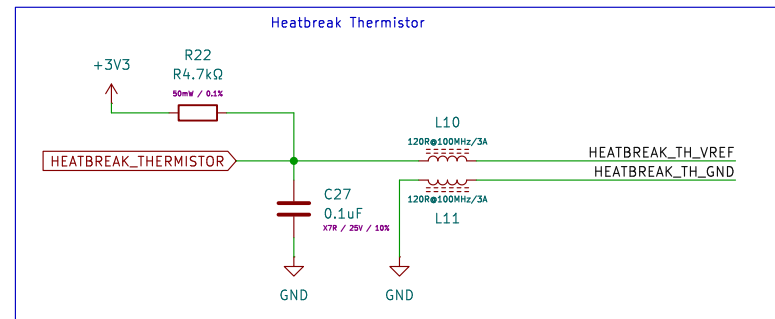 Heatbreak Thermistor
R22
+3V3
R4.7kΩ
50mW / 0.1%
L10
120R@100MHz/3A
HEATBREAK_TH_VREF
HEATBREAK_THERMISTOR
HEATBREAK_TH_GND
C27
120R@100MHz/3A
0.1uF
L11
X7R / 25V / 10%
GND
GND